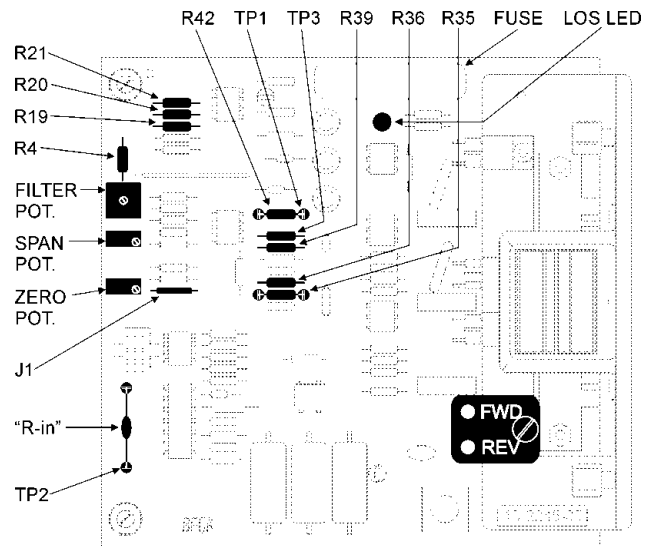 R42 TP1 TP3 R39 R36 R35 FUSE LOS LED
R21
R20
R19
R4
FILTER
POT.
SPAN
POT.
ZERO
POT.
J1
"R-in"
TP2
FWD
REV